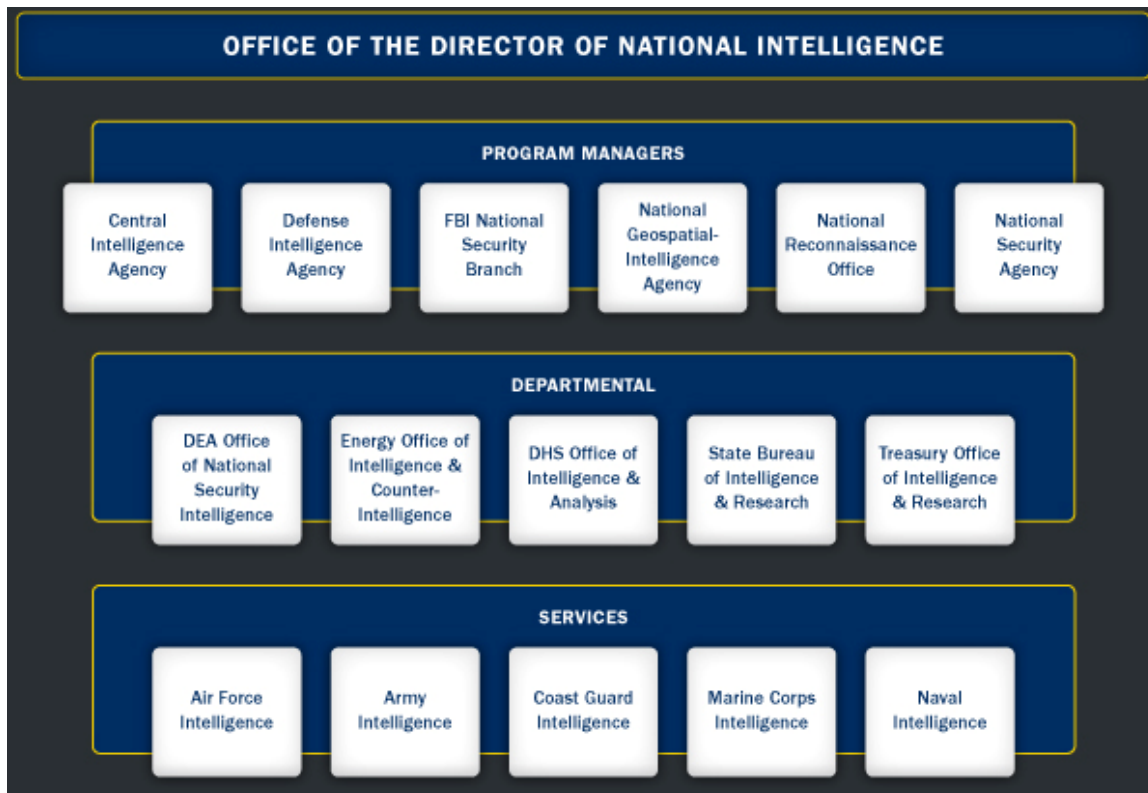 OFFICE OF THE DIRECTOR OF NATIONAL INTELLIGENCE
PROGRAM MANAGERS
Central
Intelligence
Agency
Defense
Intelligence
Agency
FBI National
Security
Branch
National
Geospatial-
Intelligence
Agency
National
Reconnaissance
Office
National
Security
Agency
DEPARTMENTAL
DEA Office
of National
Security
Intelligence
Energy Office of
Intelligence &
Counter-
Intelligence
DHS Office of
Intelligence &
Analysis
State Bureau
of Intelligence
& Research
Treasury Office
of Intelligence
& Research
SERVICES
Air Force
Intelligence
Army
Intelligence
Coast Guard
Intelligence
Marine Corps
Intelligence
Naval
Intelligence